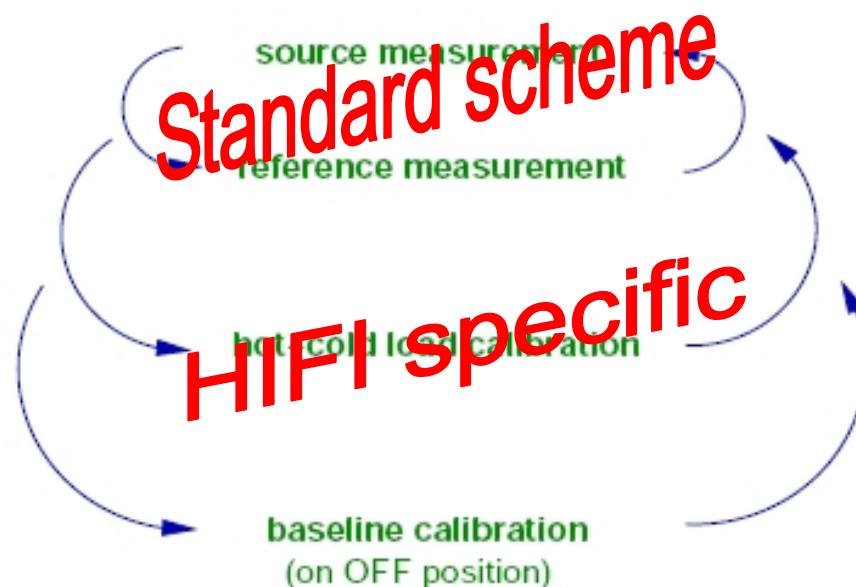 source measurement
Standard scheme
reference measurement
HIFI specific
hot-cold load calibration
baseline calibration
(on OFF position)